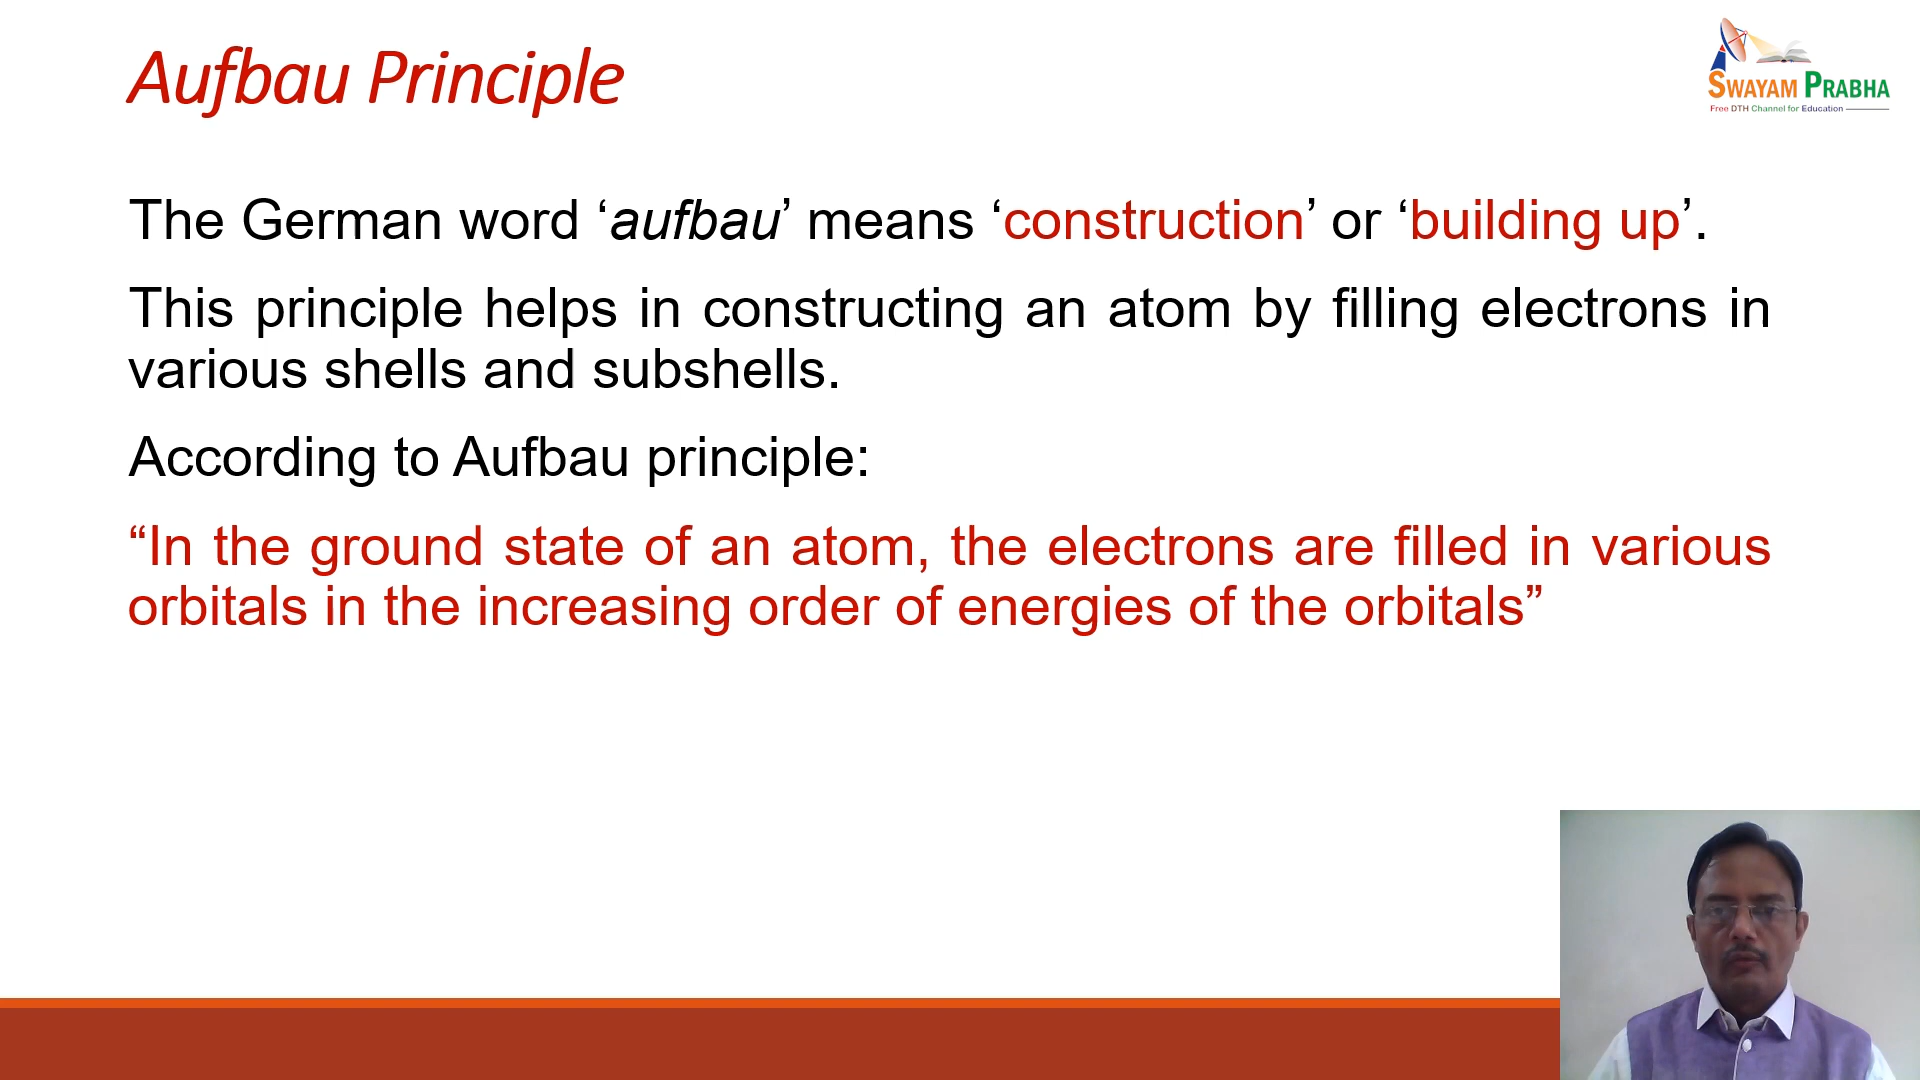 Aufbau Principle
SWAYAM PRABHA
Free DTH Channel for Education
The German word ‘aufbau’ means ‘construction’ or ‘building up’.
This principle helps in constructing an atom by filling electrons in
various shells and subshells.
According to Aufbau principle:
“In the ground state of an atom, the electrons are filled in various
orbitals in the increasing order of energies of the orbitals”